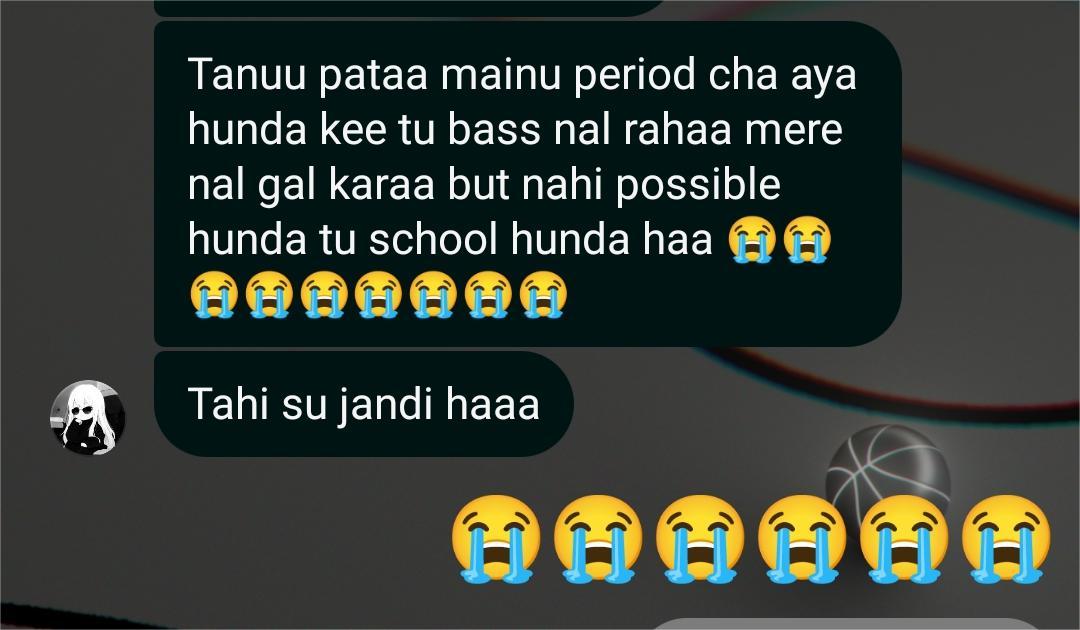 Tanuu pataa mainu period cha aya
hunda kee tu bass nal rahaa mere
nal gal karaa but nahi possible
hunda tu school hunda haa 😭😭
😭😭😭😭😭😭😭
Tahi su jandi haaa
😭😭😭😭😭😭